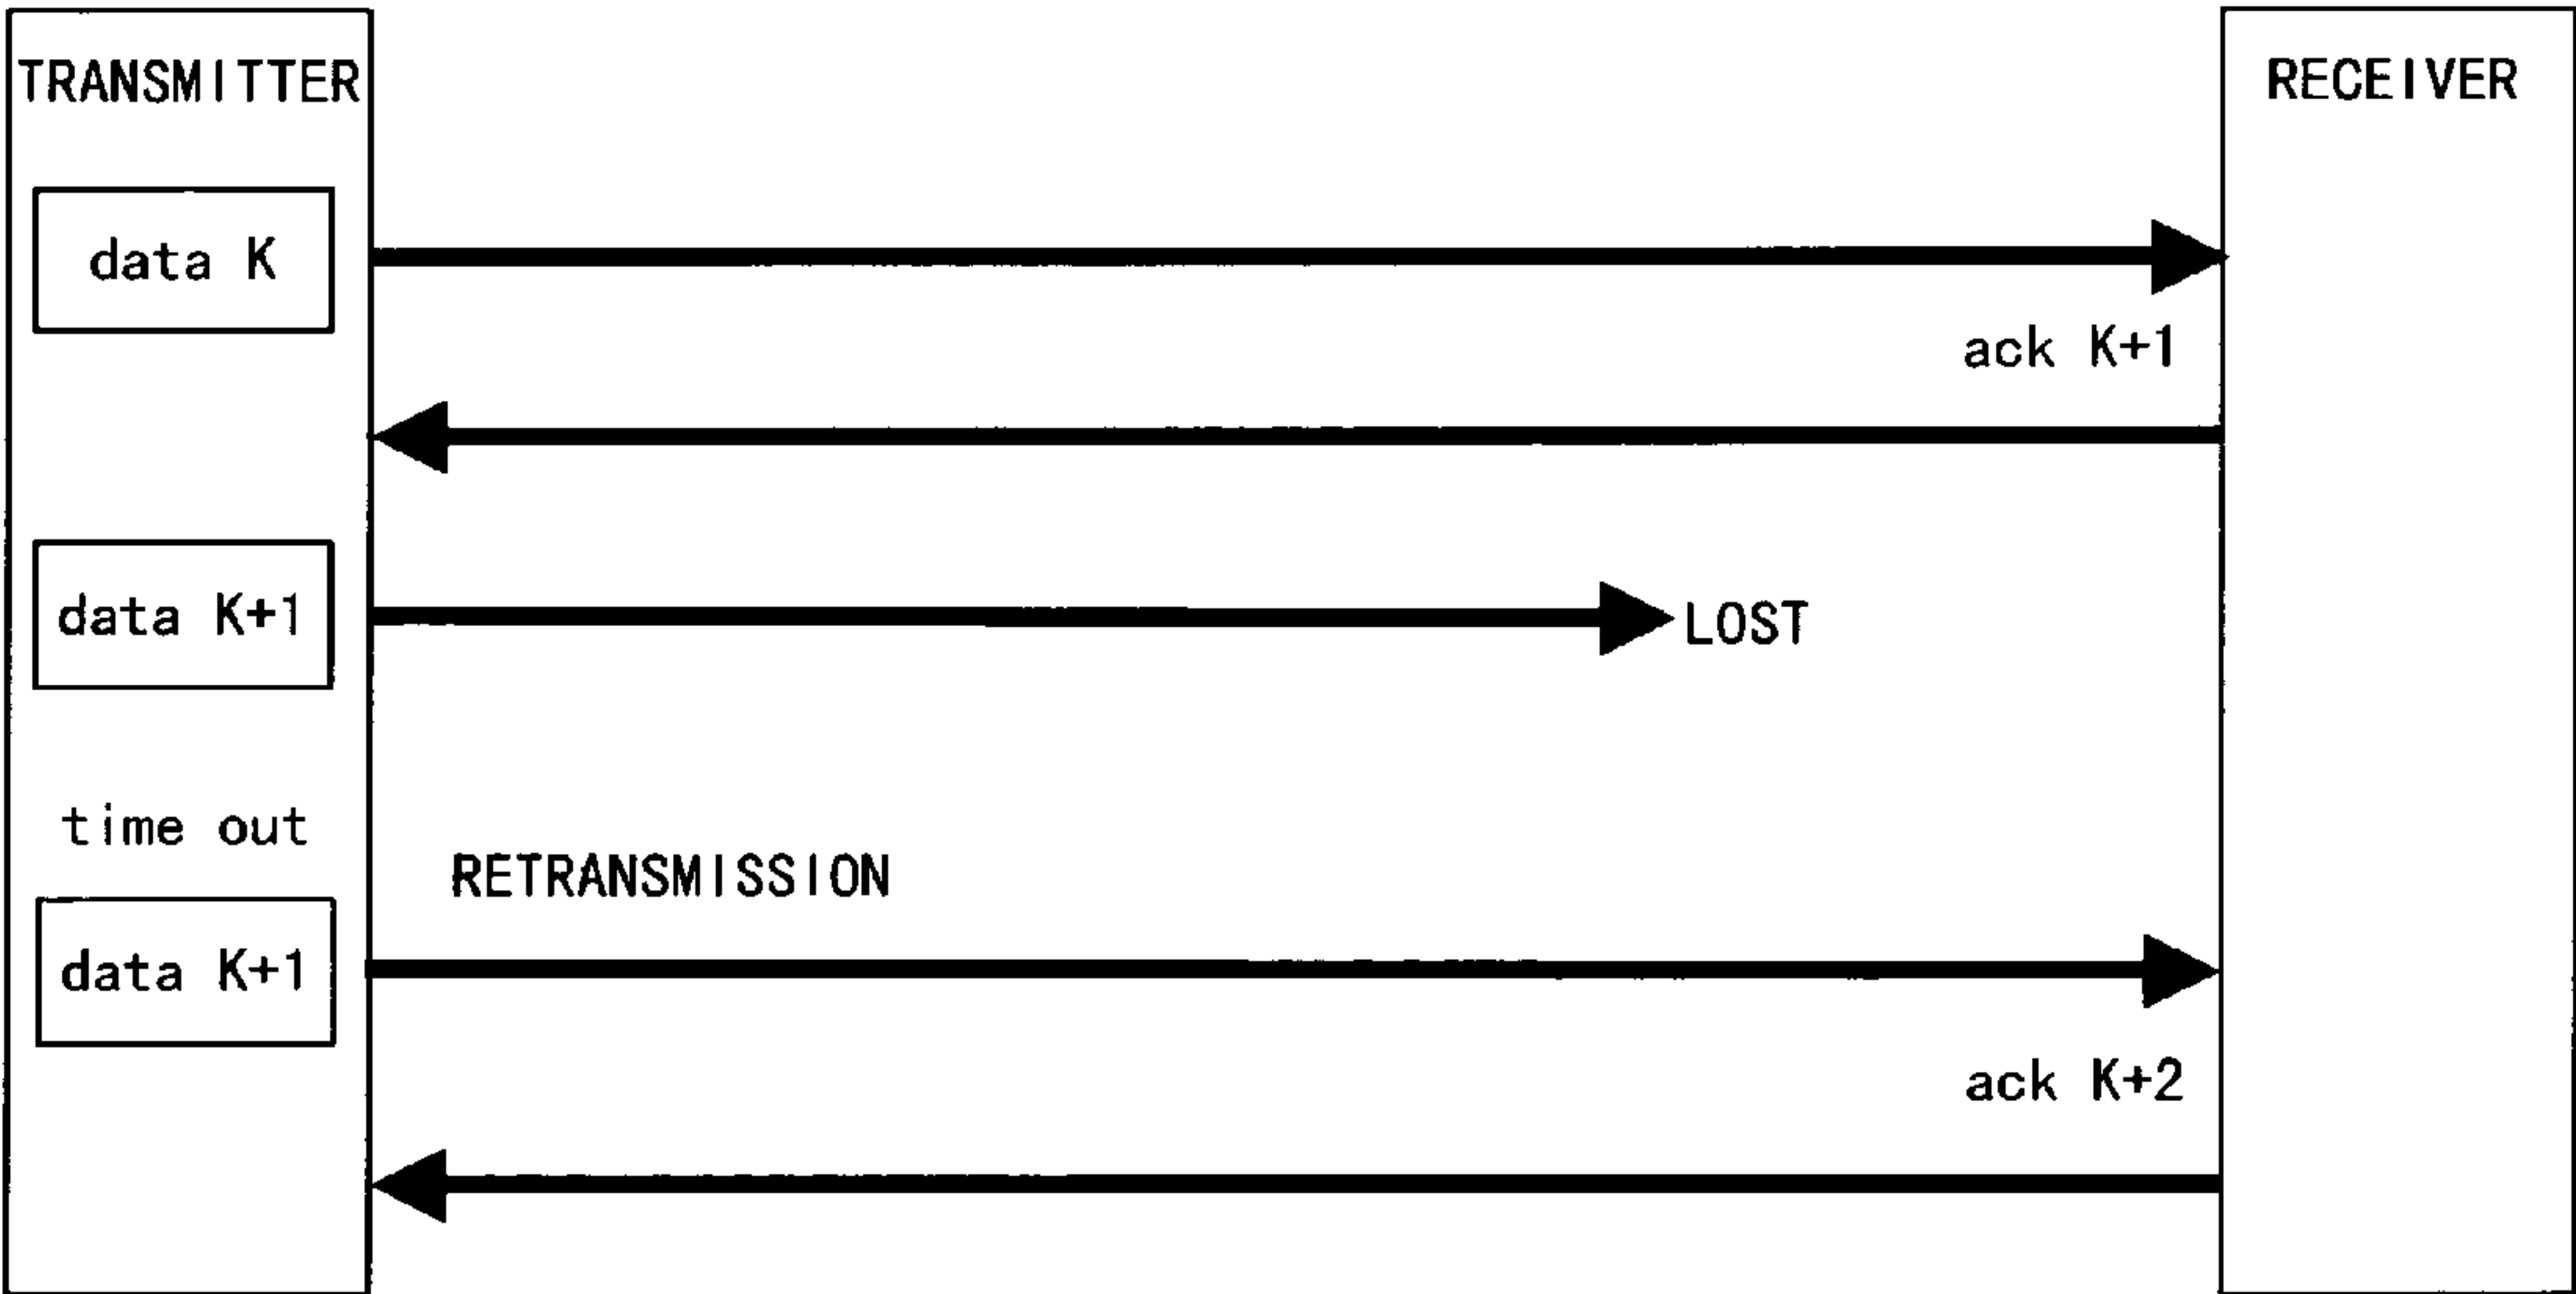 TRANSMITTER
RECEIVER
data K
ack K+1
data K+1
LOST
time out
RETRANSMISSION
data K+1
ack K+2